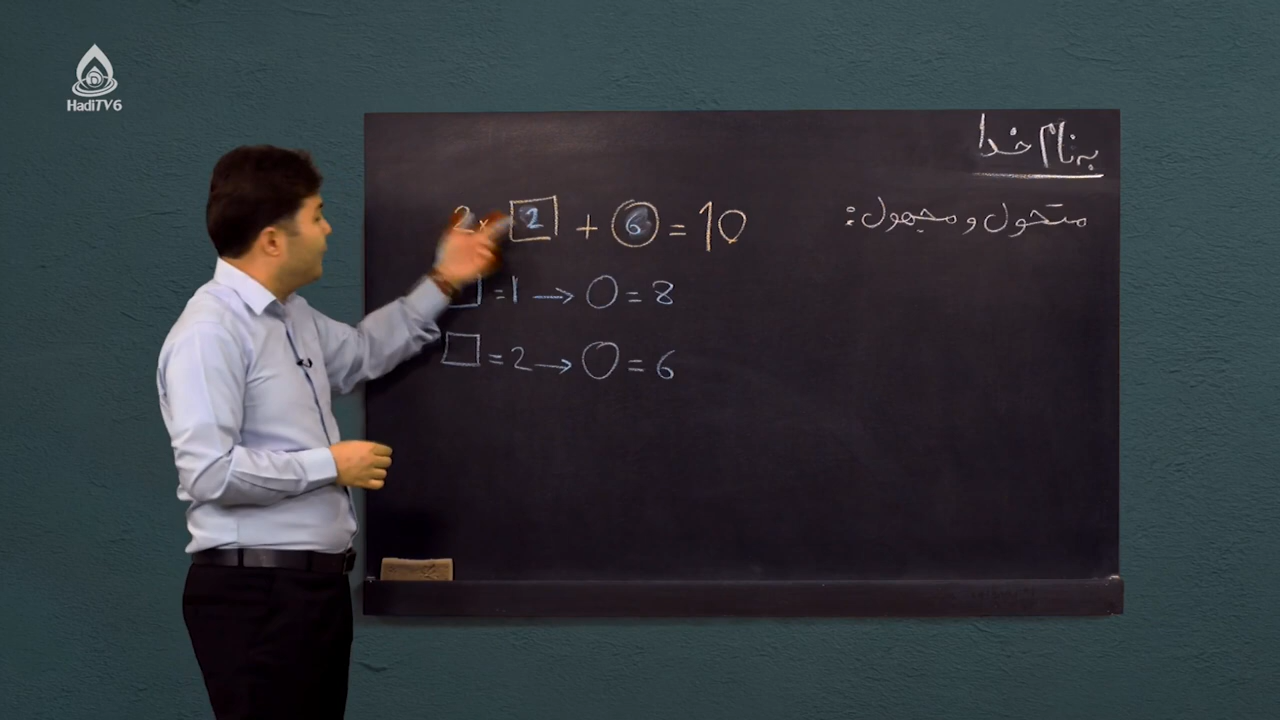 HadiTV6
به نام خدا
متحول و مجهول:
2 × □ 2 + ○ 6 = 10
□ = 1 → ○ = 8
□ = 2 → ○ = 6